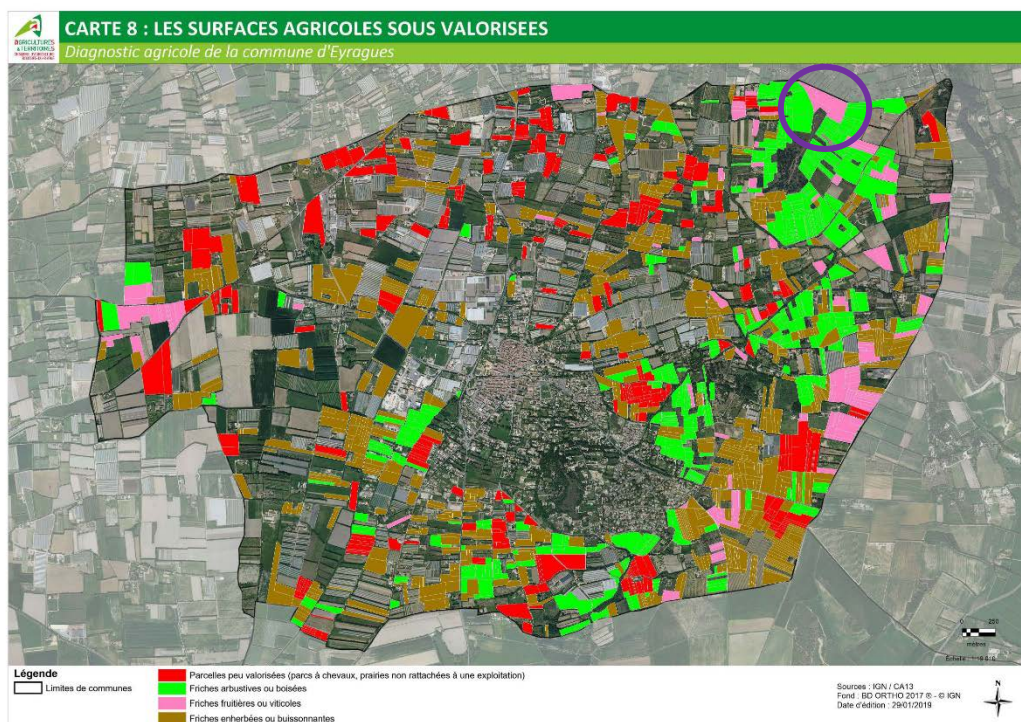 AGRICULTURES
& TERRITOIRES
CARTE 8 : LES SURFACES AGRICOLES SOUS VALORISEES
Diagnostic agricole de la commune d'Eyragues
0 250
mètres
Légende
Limites de communes
Parcelles peu valorisées (parcs à chevaux, prairies non rattachées à une exploitation)
Friches arbustives ou boisées
Friches fruitières ou viticoles
Friches enherbées ou buissonnantes
Sources : IGN / CA13
Fond : BD ORTHO 2017 ® - © IGN
Date d'édition : 29/01/2019
N